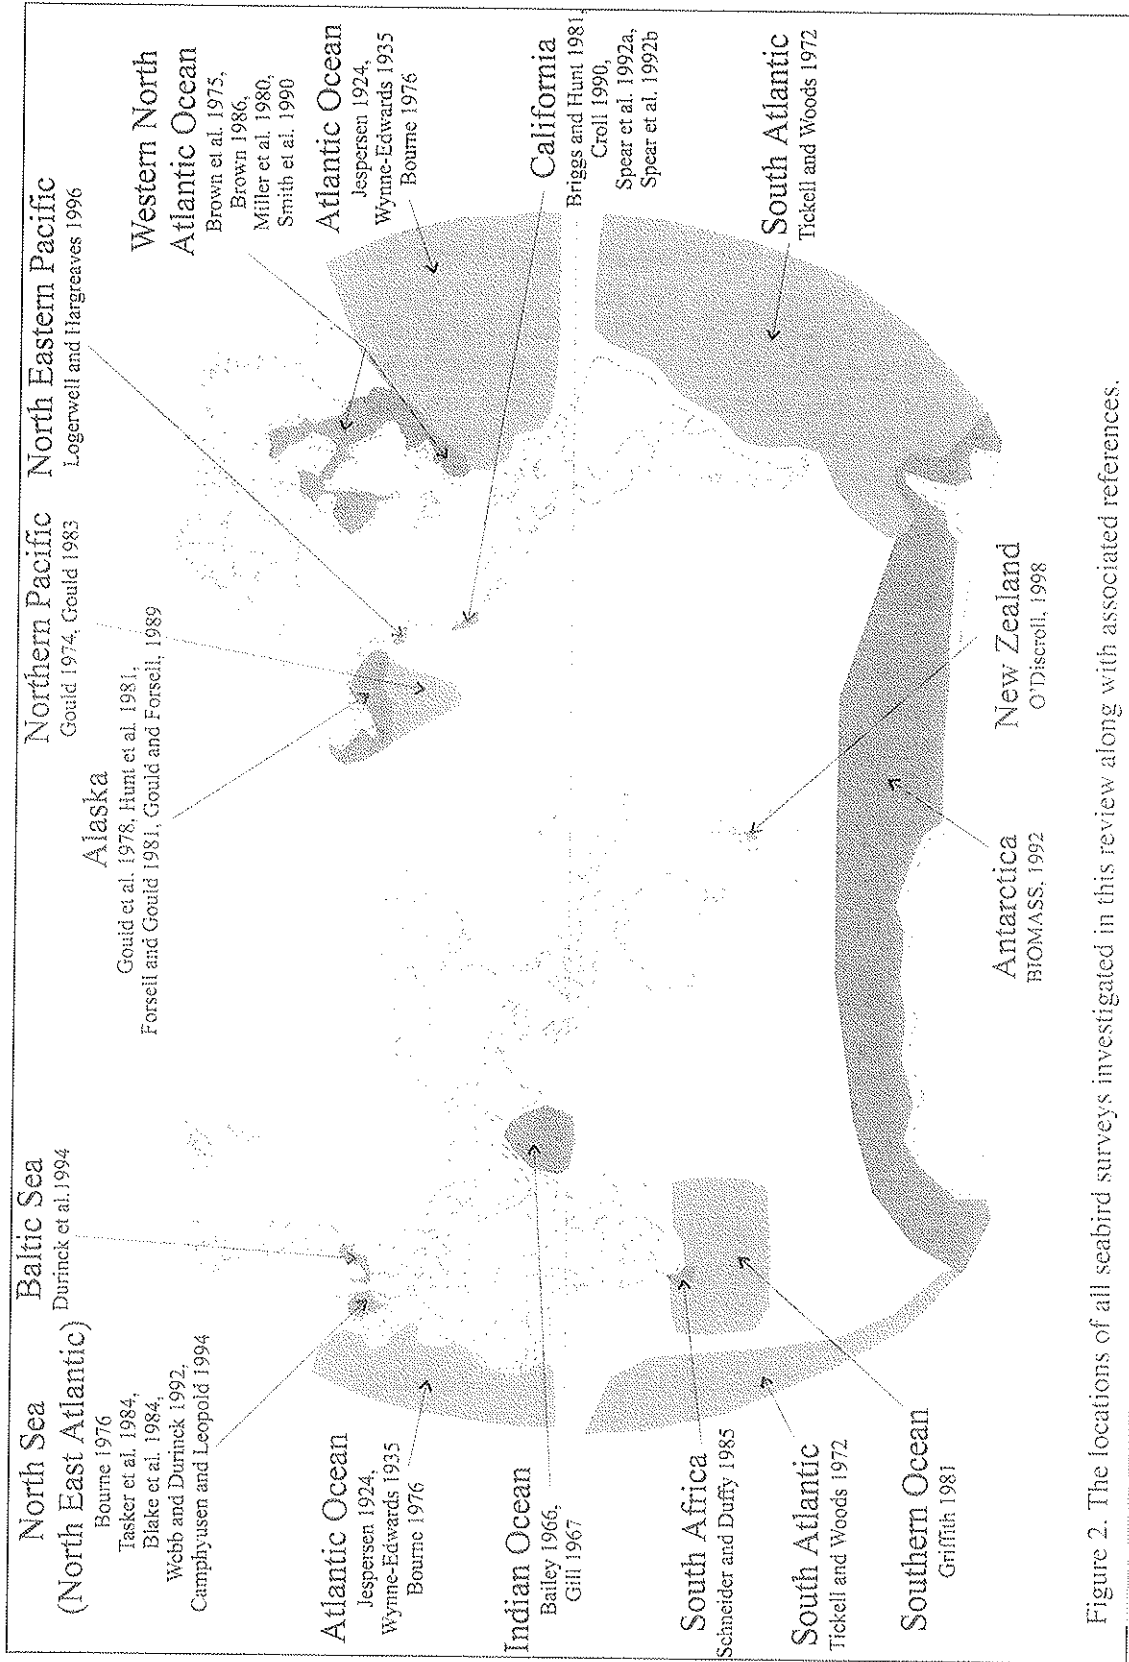 North Sea
(North East Atlantic)
Bourne 1976
Tasker et al. 1984,
Blake et al. 1984,
Webb and Durinck 1992,
Camphyusen and Leopold 1994
Baltic Sea
Durinck et al.1994
Alaska
Gould et al. 1978, Hunt et al. 1981,
Forsell and Gould 1981, Gould and Forsell, 1989
Northern Pacific
Gould 1974, Gould 1983
North Eastern Pacific
Logerwell and Hargreaves 1996
Western North
Atlantic Ocean
Brown et al. 1975,
Brown 1986,
Miller et al. 1980,
Smith et al. 1990
Atlantic Ocean
Jespersen 1924,
Wynne-Edwards 1935
Bourne 1976
California
Briggs and Hunt 1981,
Croll 1990,
Spear et al. 1992a,
Spear et al. 1992b
South Atlantic
Tickell and Woods 1972
Atlantic Ocean
Jespersen 1924,
Wynne-Edwards 1935
Bourne 1976
Indian Ocean
Bailey 1966,
Gill 1967
South Africa
Schneider and Duffy 1985
South Atlantic
Tickell and Woods 1972
Southern Ocean
Griffith 1981
Antarctica
BIOMASS, 1992
New Zealand
O'Discroll, 1998
Figure 2. The locations of all seabird surveys investigated in this review along with associated references.